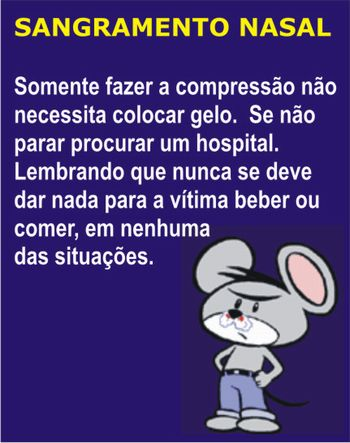 SANGRAMENTO NASAL
Somente fazer a compressão não
necessita colocar gelo.  Se não
parar procurar um hospital.
Lembrando que nunca se deve
dar nada para a vítima beber ou
comer, em nenhuma
das situações.